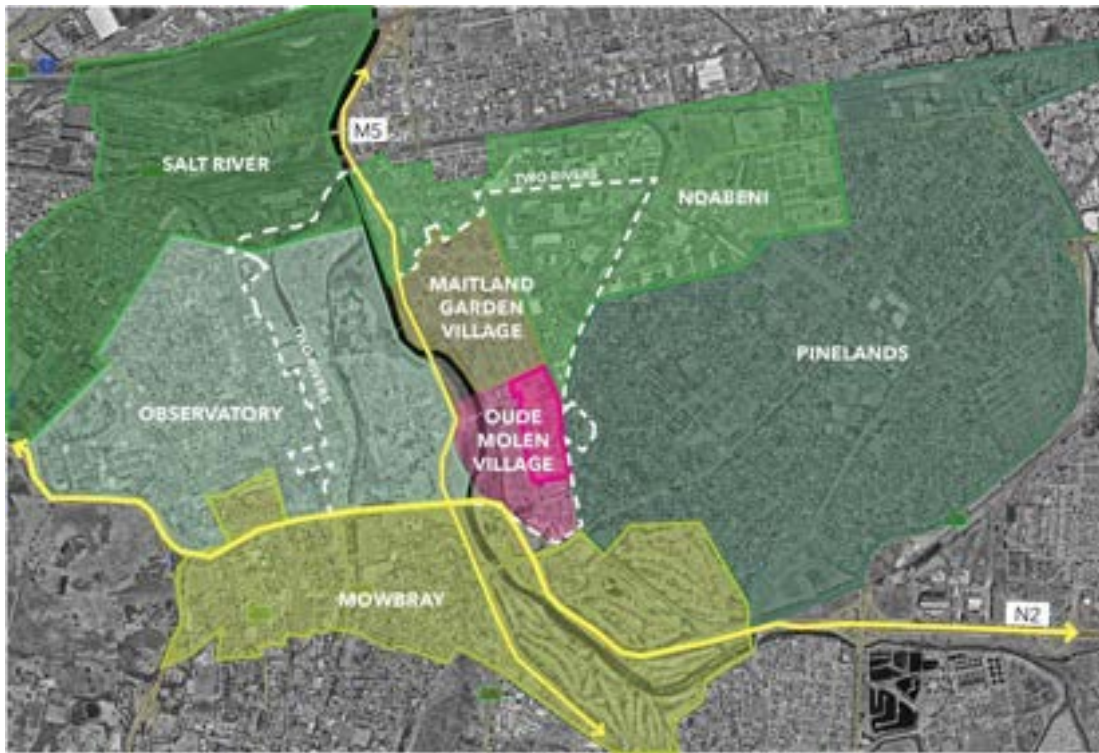 M5
SALT RIVER
TWO RIVERS
NDABENI
MAITLAND
GARDEN
VILLAGE
PINELANDS
TWO RIVERS
OBSERVATORY
OUDE
MOLEN
VILLAGE
MOWBRAY
N2